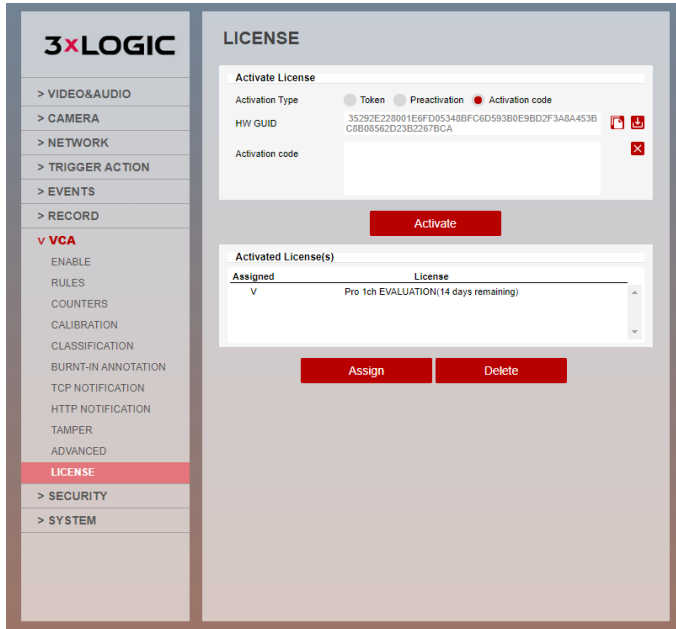 3xLOGIC
> VIDEO&AUDIO
> CAMERA
> NETWORK
> TRIGGER ACTION
> EVENTS
> RECORD
v VCA
ENABLE
RULES
COUNTERS
CALIBRATION
CLASSIFICATION
BURNT-IN ANNOTATION
TCP NOTIFICATION
HTTP NOTIFICATION
TAMPER
ADVANCED
LICENSE
> SECURITY
> SYSTEM
LICENSE
Activate License
Activation Type Token Preactivation Activation code
HW GUID 35292E228001E6FD05348BFC6D593B0E9BD2F3A8A453B
C8B08562D23B2267BCA
Activation code
Activate
Activated License(s)
Assigned License
V Pro 1ch EVALUATION(14 days remaining)
Assign Delete